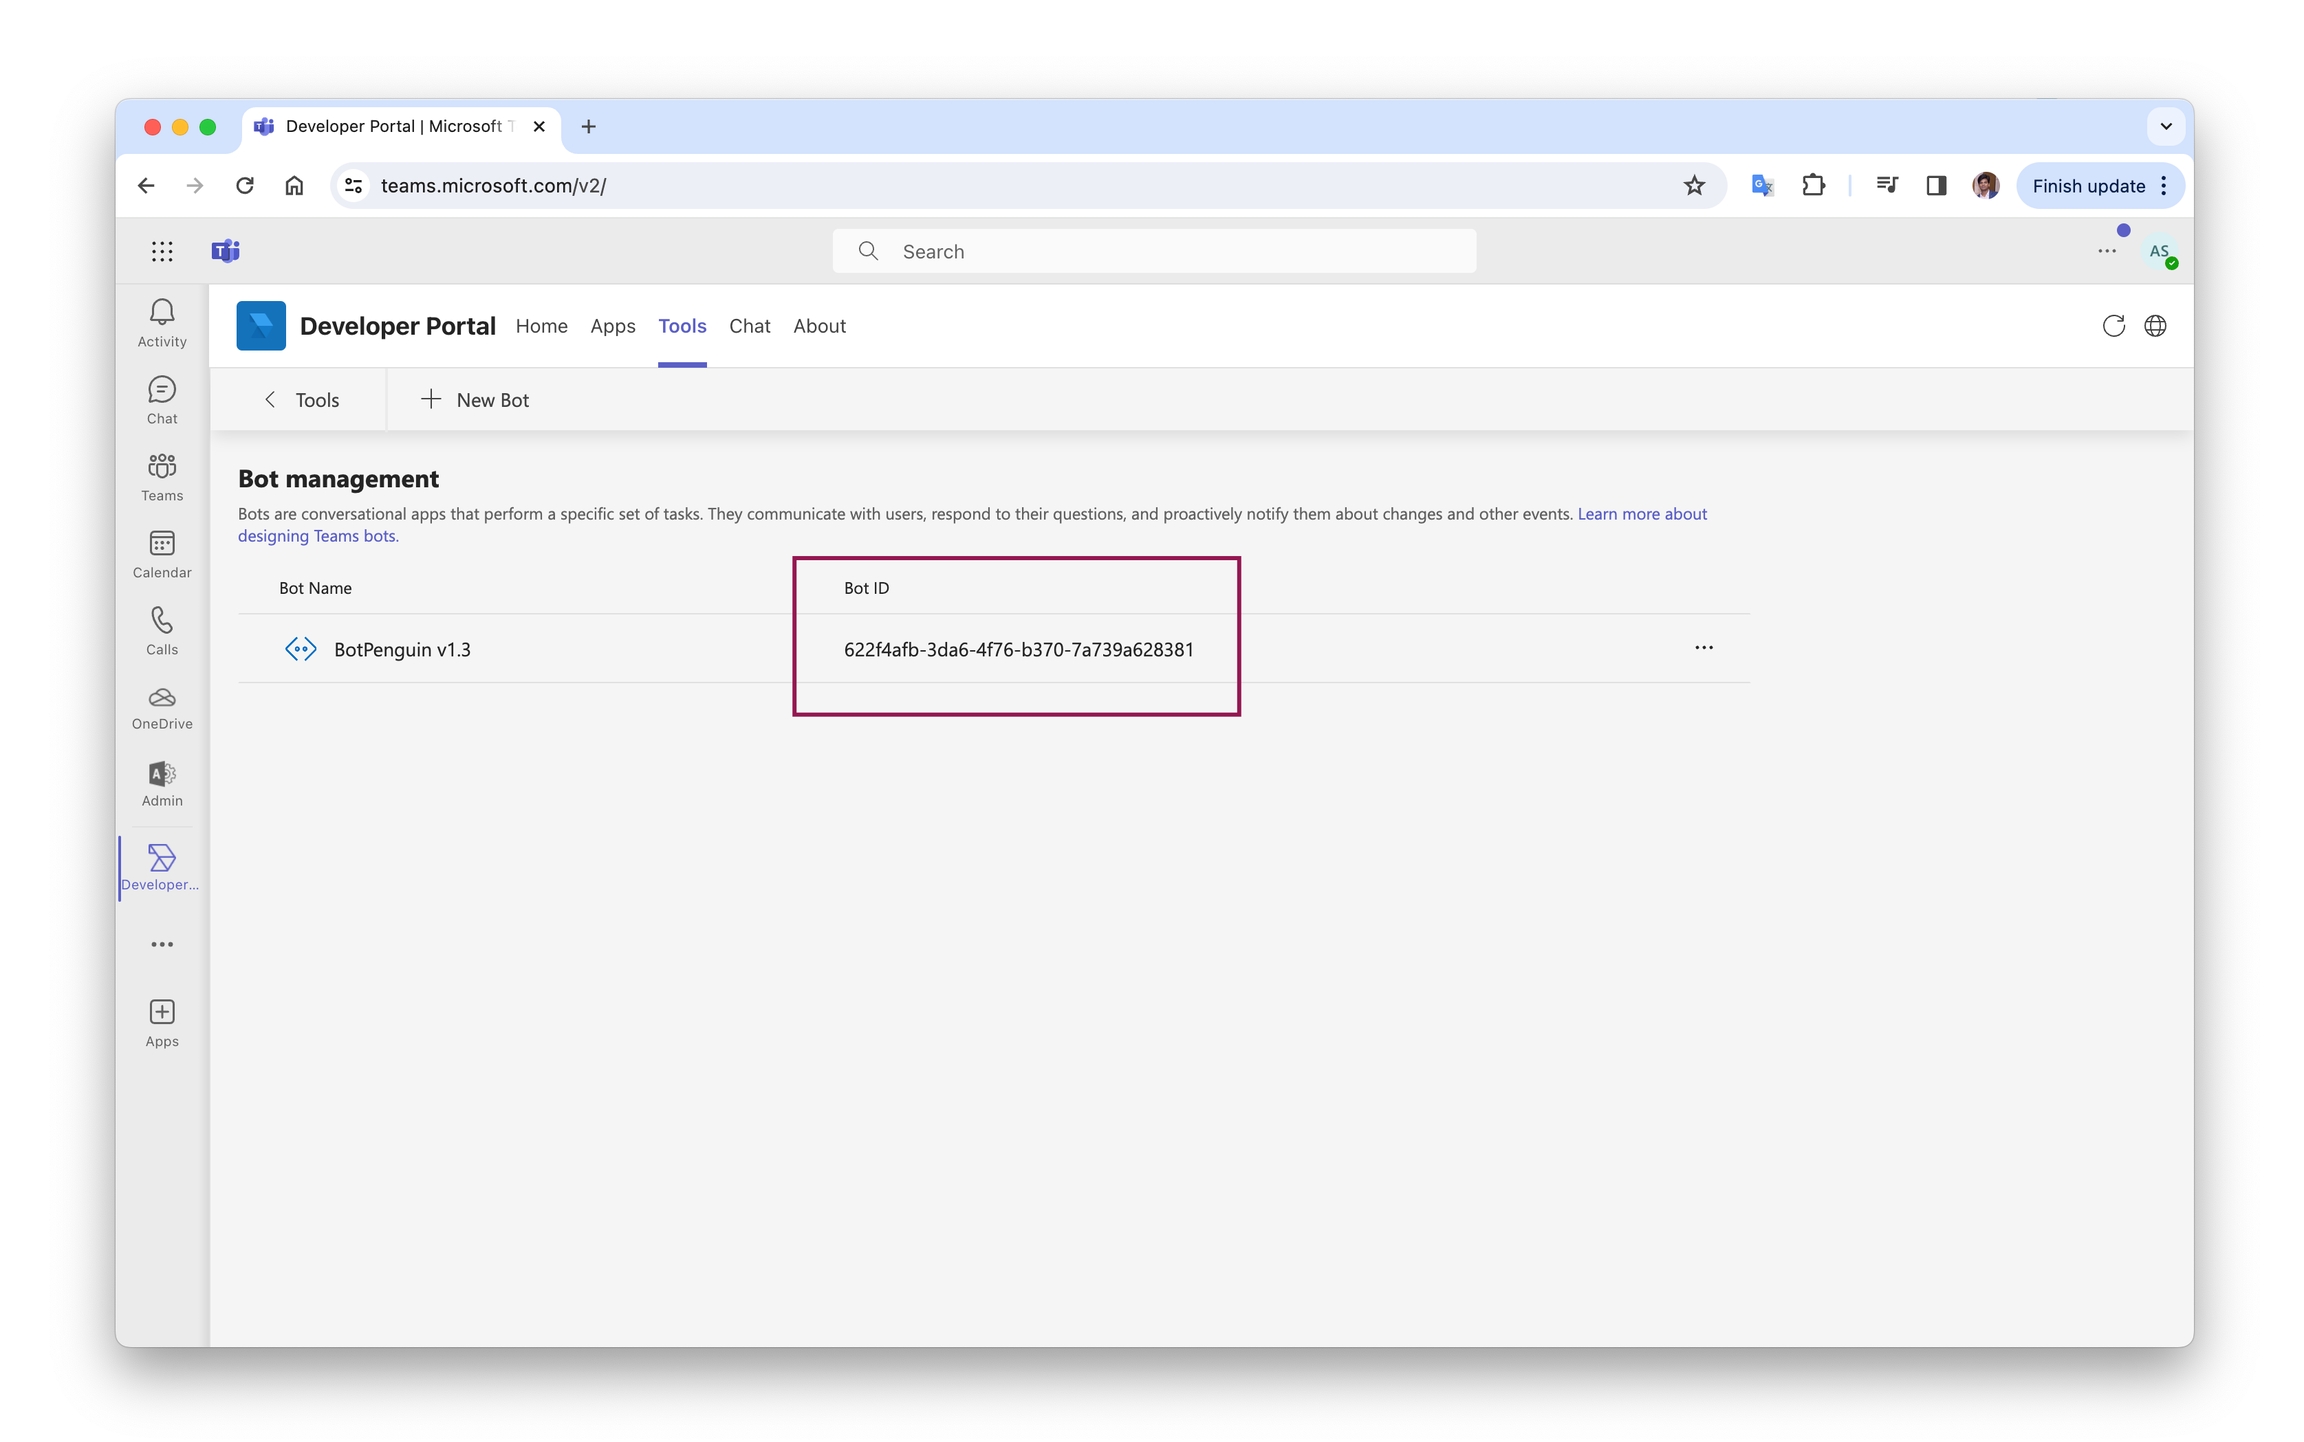 Developer Portal | Microsoft T
teams.microsoft.com/v2/
Finish update
Search
AS
Activity
Chat
Teams
Calendar
Calls
OneDrive
Admin
Developer...
Apps
Developer Portal Home Apps Tools Chat About
Tools New Bot
Bot management
Bots are conversational apps that perform a specific set of tasks. They communicate with users, respond to their questions, and proactively notify them about changes and other events. Learn more about
designing Teams bots.
Bot Name Bot ID
BotPenguin v1.3 622f4afb-3da6-4f76-b370-7a739a628381